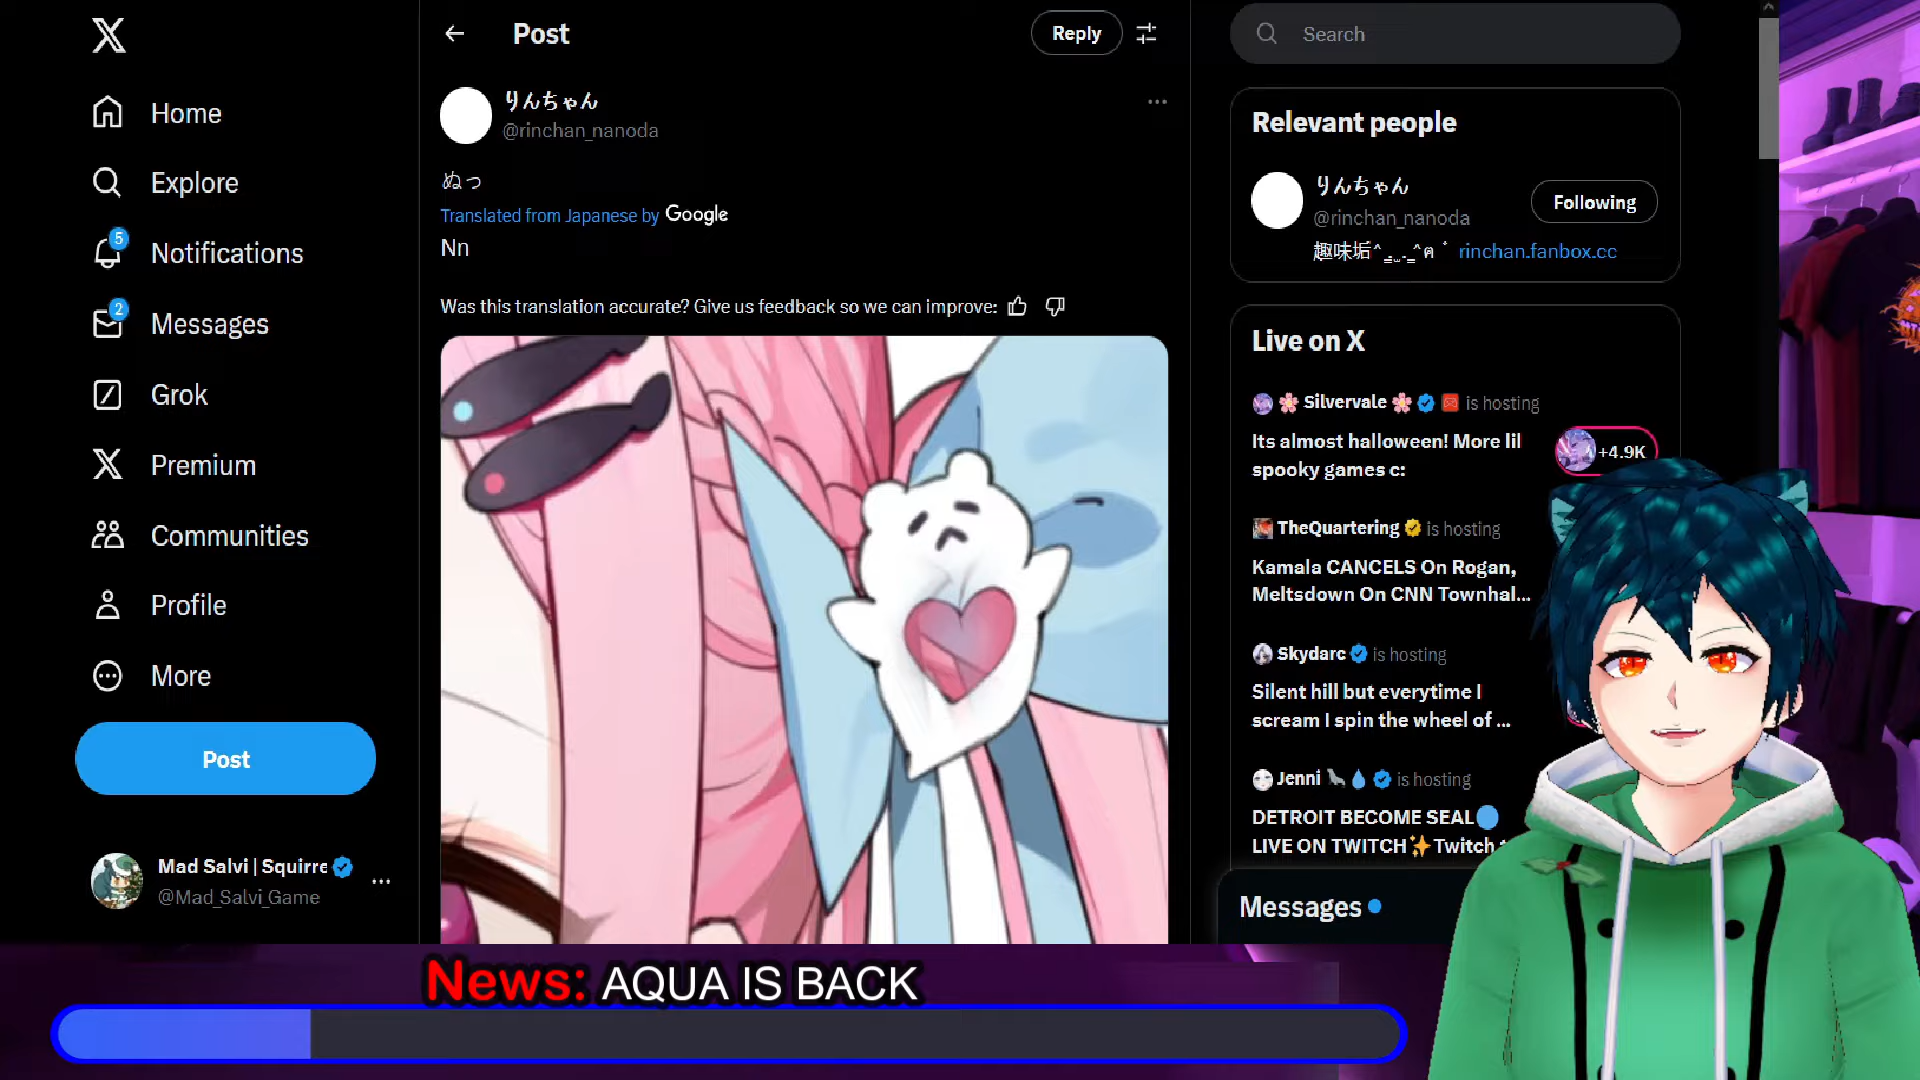 Home
Explore
5
Notifications
2
Messages
Grok
Premium
Communities
Profile
More
Post
Mad Salvi | Squirre
@Mad_Salvi_Game
Post
Reply
りんちゃん
@rinchan_nanoda
ぬっ
Translated from Japanese by Google
Nn
Was this translation accurate? Give us feedback so we can improve:
Search
Relevant people
りんちゃん
@rinchan_nanoda
Following
rinchan.fanbox.cc
Live on X
Silvervale is hosting
Its almost halloween! More lil
spooky games c:
+4.9K
TheQuartering is hosting
Kamala CANCELS On Rogan,
Meltsdown On CNN Townhal...
Skydarc is hosting
Silent hill but everytime I
scream I spin the wheel of ...
Jenni is hosting
DETROIT BECOME SEAL
LIVE ON TWITCH✨Twitch
Messages
News: AQUA IS BACK